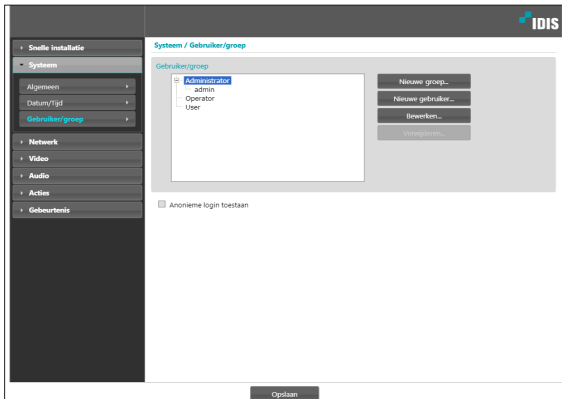 IDIS
Snelle installatie
Systeem
Algemeen
Datum/Tijd
Gebruiker/groep
Netwerk
Video
Audio
Acties
Gebeurtenis
Systeem / Gebruiker/groep
Gebruiker/groep
Administrator
admin
Operator
User
Nieuwe groep...
Nieuwe gebruiker...
Bewerken...
Verwijderen...
Anonieme login toestaan
Opslaan